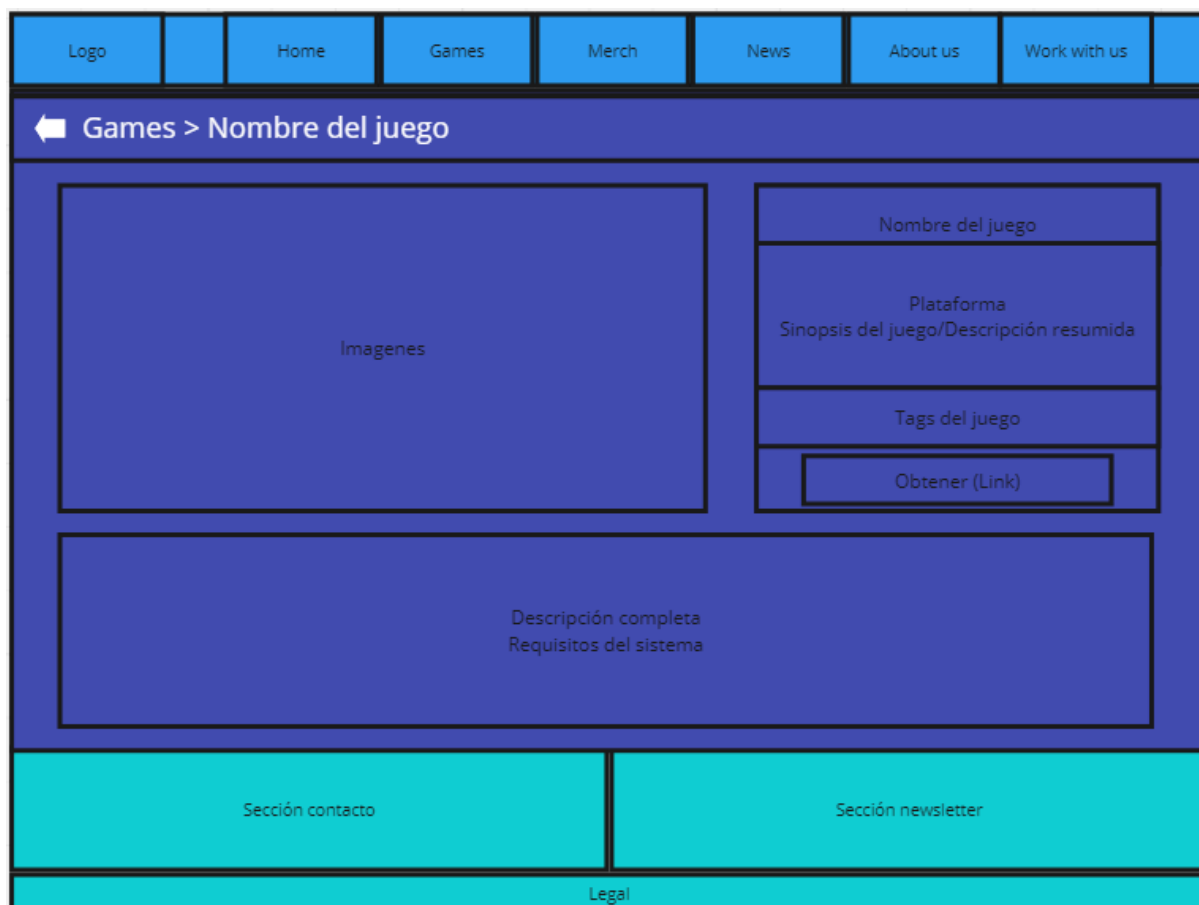 Logo
Home
Games
Merch
News
About us
Work with us
Games > Nombre del juego
Imagenes
Nombre del juego
Plataforma
Sinopsis del juego/Descripción resumida
Tags del juego
Obtener (Link)
Descripción completa
Requisitos del sistema
Sección contacto
Sección newsletter
Legal